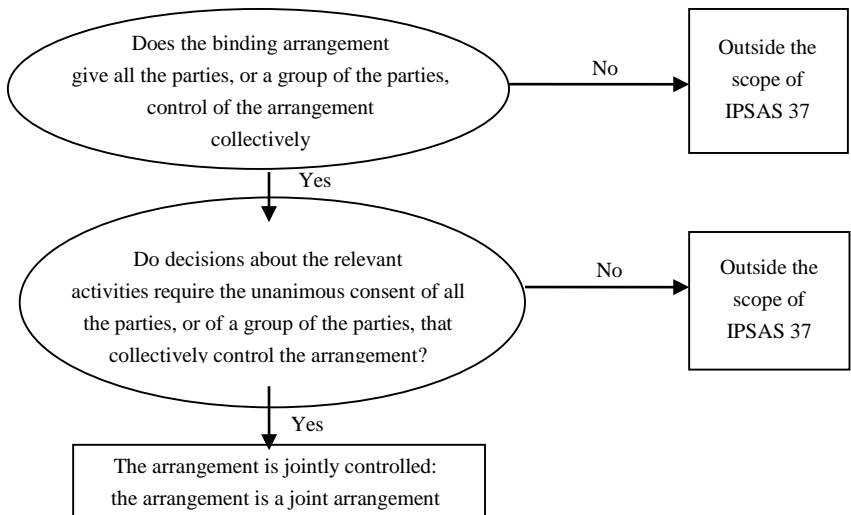 Does the binding arrangement
give all the parties, or a group of the parties,
control of the arrangement
collectively
No
Outside the
scope of
IPSAS 37
Yes
Do decisions about the relevant
activities require the unanimous consent of all
the parties, or of a group of the parties, that
collectively control the arrangement?
No
Outside the
scope of
IPSAS 37
Yes
The arrangement is jointly controlled:
the arrangement is a joint arrangement